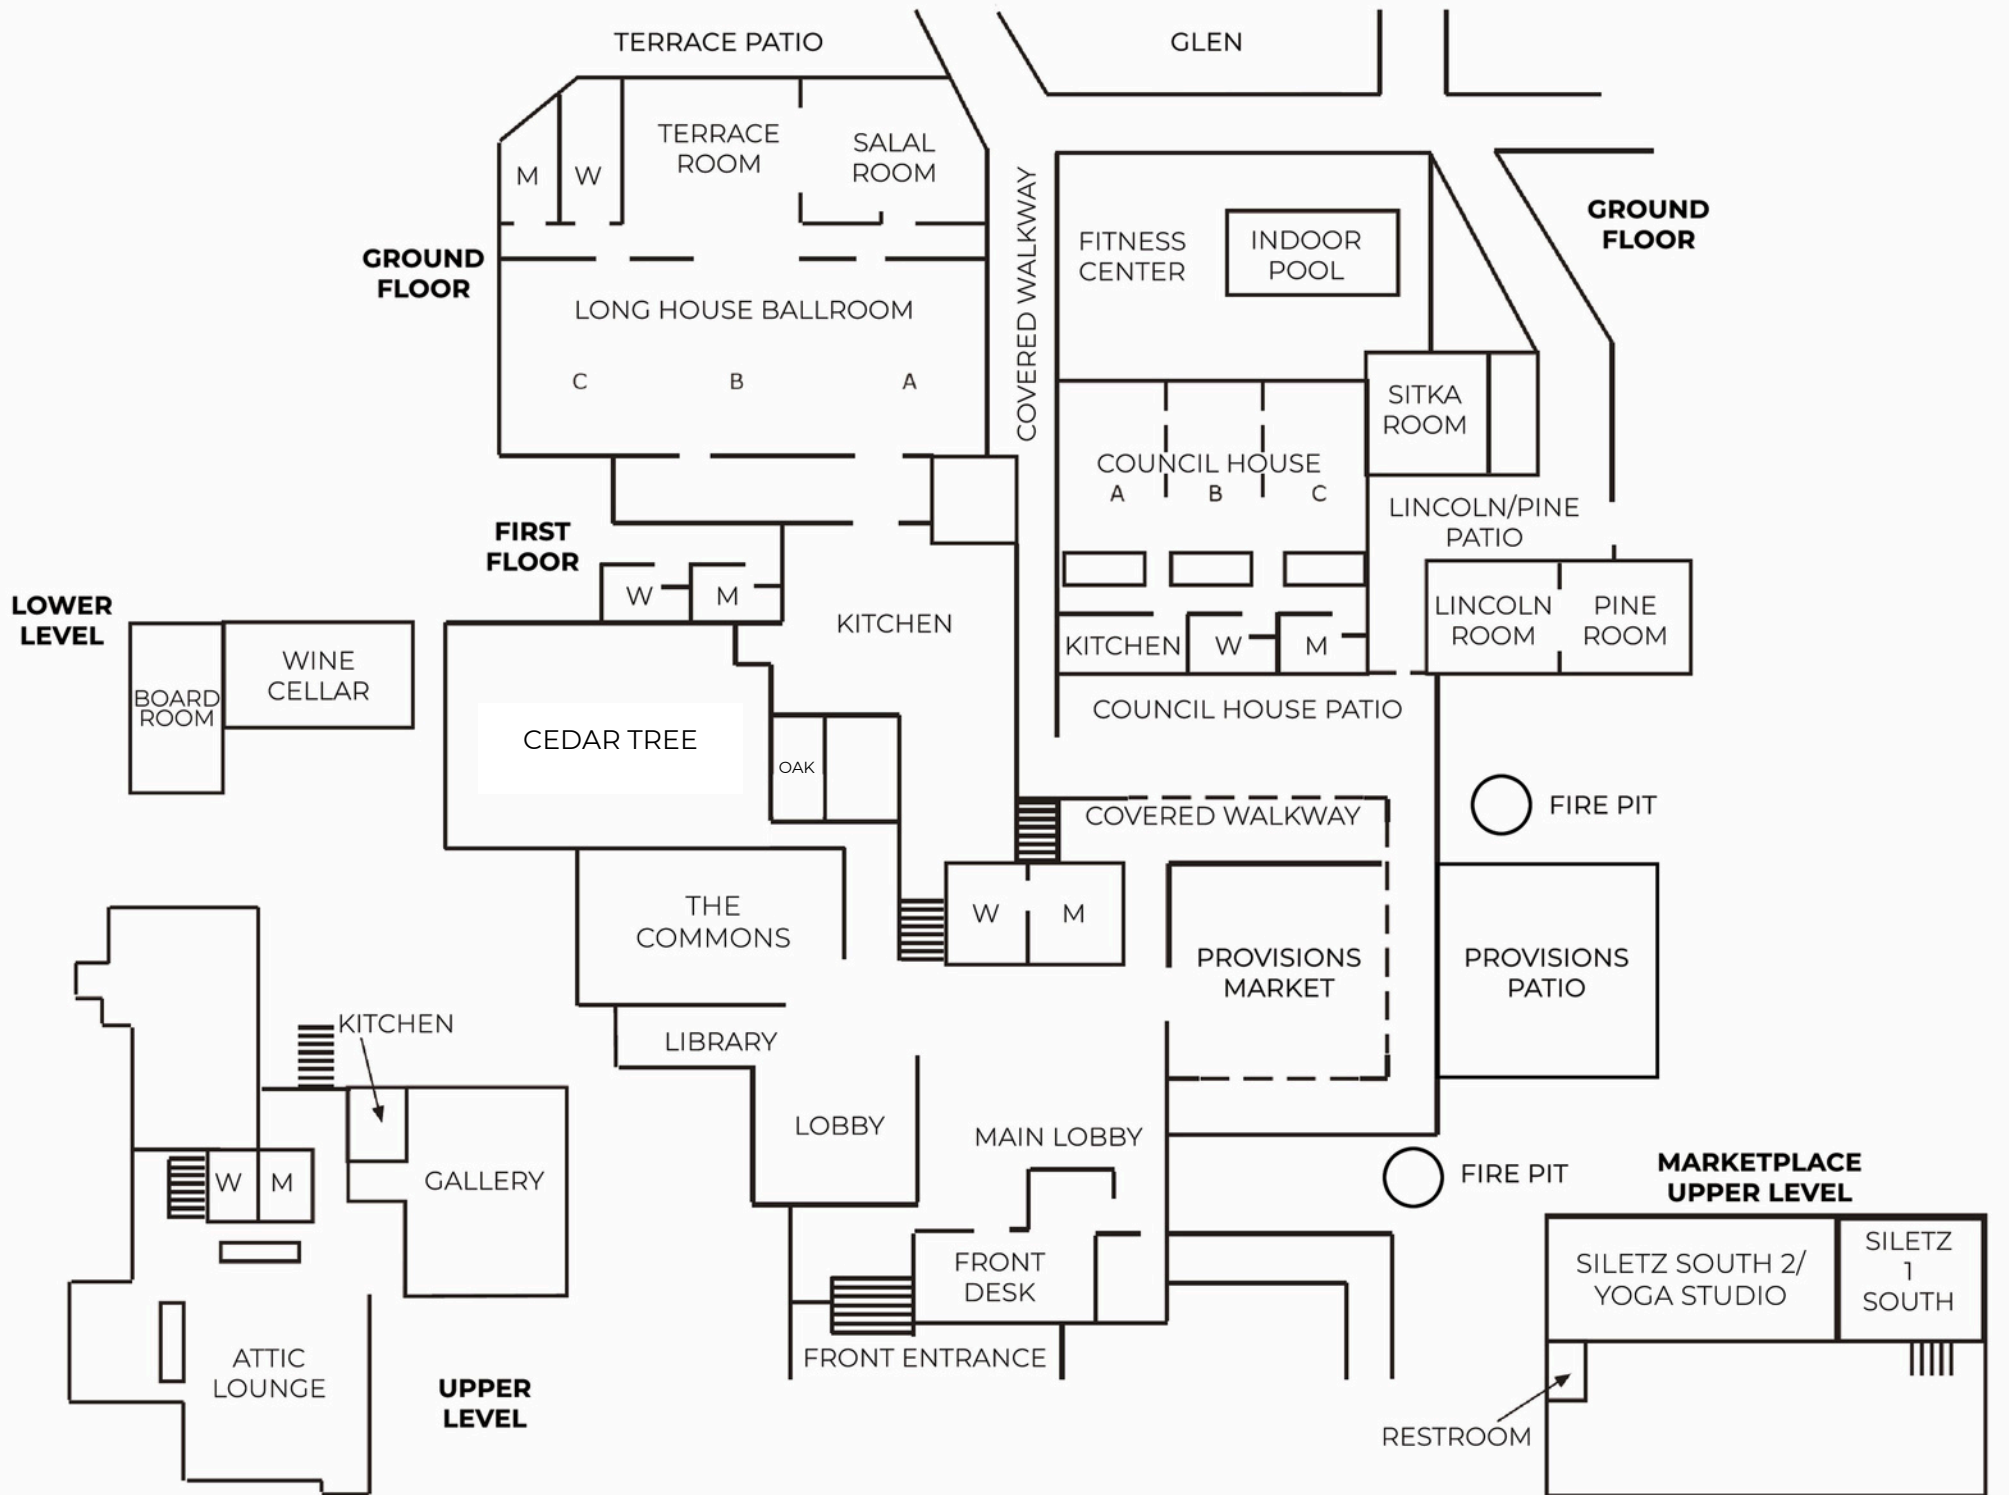 TERRACE PATIO
GLEN
TERRACE
ROOM
SALAL
ROOM
M
W
COVERED WALKWAY
GROUND
FLOOR
FITNESS
CENTER
INDOOR
POOL
GROUND
FLOOR
LONG HOUSE BALLROOM
C
B
A
SITKA
ROOM
COUNCIL HOUSE
A
B
C
LINCOLN/PINE
PATIO
FIRST
FLOOR
W
M
KITCHEN
LINCOLN
ROOM
PINE
ROOM
KITCHEN
W
M
LOWER
LEVEL
BOARD
ROOM
WINE
CELLAR
COUNCIL HOUSE PATIO
CEDAR TREE
OAK
COVERED WALKWAY
FIRE PIT
THE
COMMONS
W
M
PROVISIONS
MARKET
PROVISIONS
PATIO
KITCHEN
LIBRARY
LOBBY
MAIN LOBBY
GALLERY
W
M
FIRE PIT
MARKETPLACE
UPPER LEVEL
SILETZ SOUTH 2/
YOGA STUDIO
SILETZ
1
SOUTH
FRONT
DESK
FRONT ENTRANCE
ATTIC
LOUNGE
UPPER
LEVEL
RESTROOM